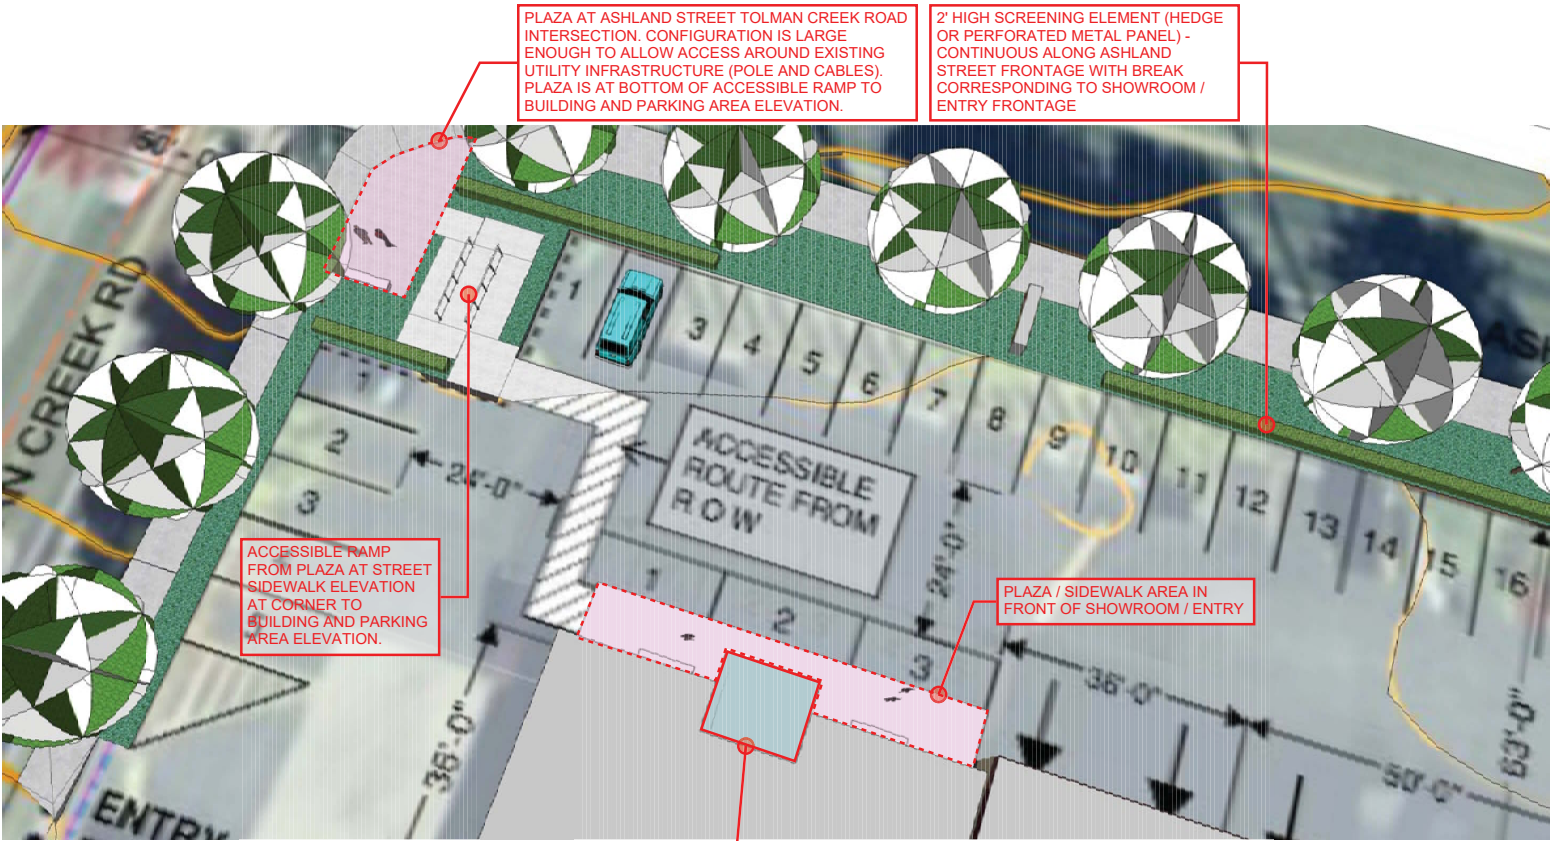 PLAZA AT ASHLAND STREET TOLMAN CREEK ROAD
INTERSECTION. CONFIGURATION IS LARGE
ENOUGH TO ALLOW ACCESS AROUND EXISTING
UTILITY INFRASTRUCTURE (POLE AND CABLES).
PLAZA IS AT BOTTOM OF ACCESSIBLE RAMP TO
BUILDING AND PARKING AREA ELEVATION.
2' HIGH SCREENING ELEMENT (HEDGE
OR PERFORATED METAL PANEL) -
CONTINUOUS ALONG ASHLAND
STREET FRONTAGE WITH BREAK
CORRESPONDING TO SHOWROOM /
ENTRY FRONTAGE
N CREEK RD
ASH
1
3
4
5
6
7
8
9
10
11
12
13
14
15
16
1
2
3
24'-0"
ACCESSIBLE
ROUTE FROM
R O W
24'-0"
ACCESSIBLE RAMP
FROM PLAZA AT STREET
SIDEWALK ELEVATION
AT CORNER TO
BUILDING AND PARKING
AREA ELEVATION.
PLAZA / SIDEWALK AREA IN
FRONT OF SHOWROOM / ENTRY
1
2
3
36'-0"
36'-0"
50'-0"
63'-0"
ENTRY